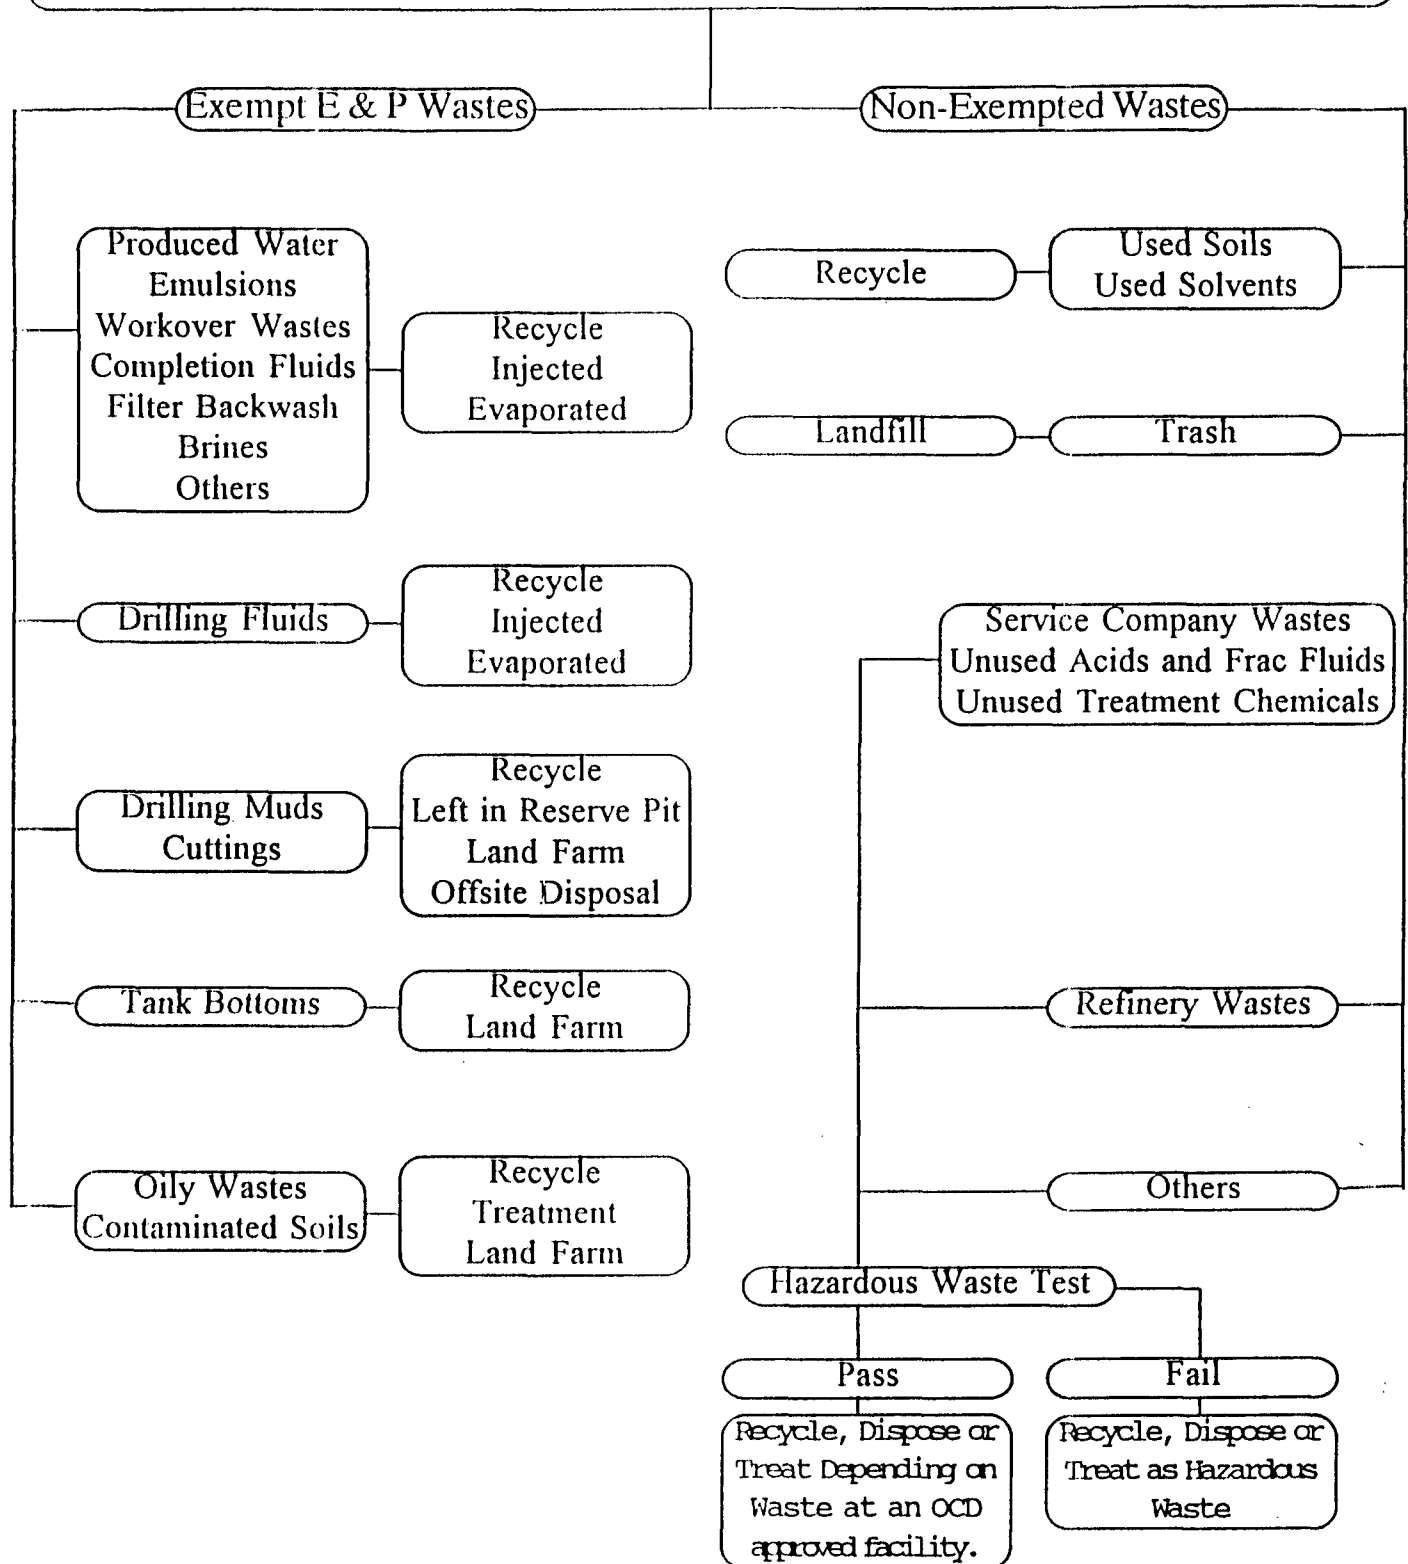 Exempt E & P Wastes
Non-Exempted Wastes
Produced Water
Emulsions
Workover Wastes
Completion Fluids
Filter Backwash
Brines
Others
Recycle
Injected
Evaporated
Drilling Fluids
Recycle
Injected
Evaporated
Drilling Muds
Cuttings
Recycle
Left in Reserve Pit
Land Farm
Offsite Disposal
Tank Bottoms
Recycle
Land Farm
Oily Wastes
Contaminated Soils
Recycle
Treatment
Land Farm
Recycle
Used Soils
Used Solvents
Landfill
Trash
Service Company Wastes
Unused Acids and Frac Fluids
Unused Treatment Chemicals
Refinery Wastes
Others
Hazardous Waste Test
Pass
Recycle, Dispose or
Treat Depending on
Waste at an OCD
approved facility.
Fail
Recycle, Dispose or
Treat as Hazardous
Waste